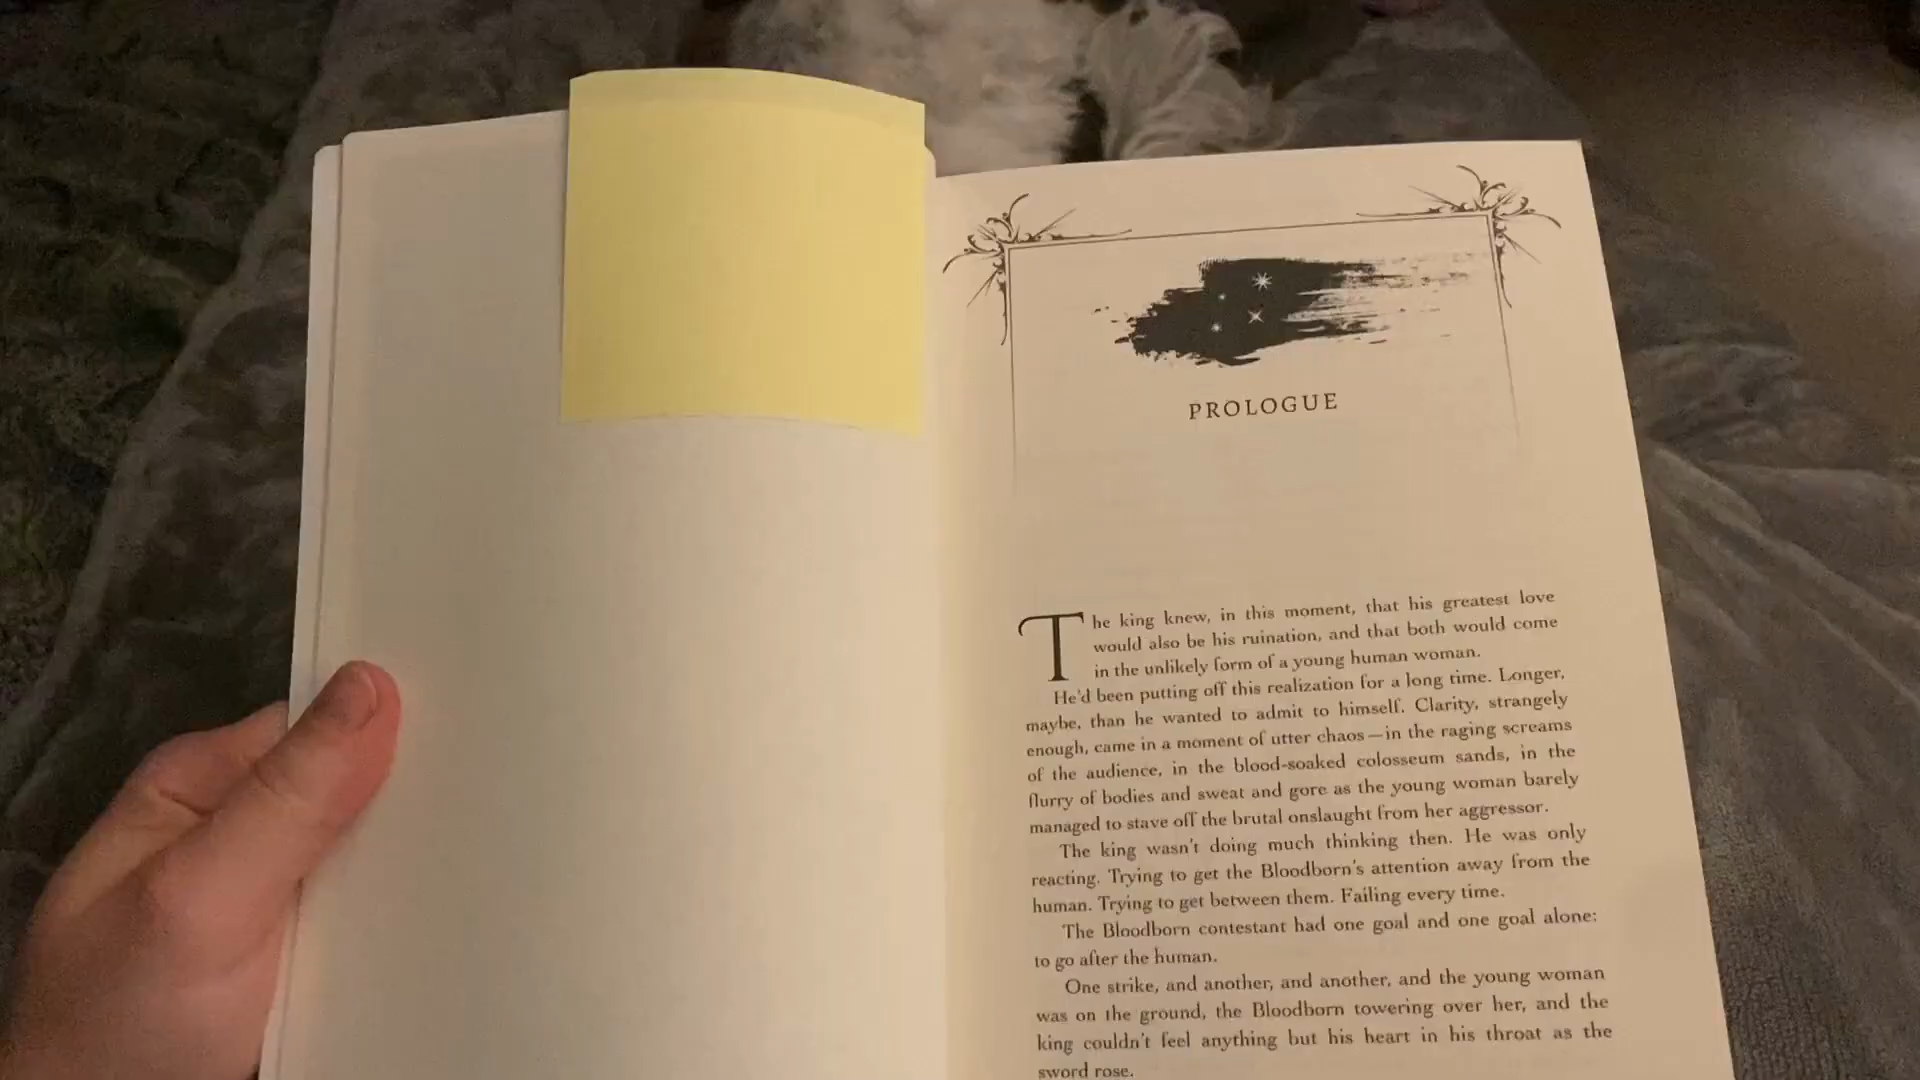 PROLOGUE
The king knew, in this moment, that his greatest love
would also be his ruination, and that both would come
in the unlikely form of a young human woman.
He'd been putting off this realization for a long time. Longer,
maybe, than he wanted to admit to himself. Clarity, strangely
enough, came in a moment of utter chaos—in the raging screams
of the audience, in the blood-soaked colosseum sands, in the
flurry of bodies and sweat and gore as the young woman barely
managed to stave off the brutal onslaught from her aggressor.
The king wasn't doing much thinking then. He was only
reacting. Trying to get the Bloodborn's attention away from the
human. Trying to get between them. Failing every time.
The Bloodborn contestant had one goal and one goal alone:
to go after the human.
One strike, and another, and another, and the young woman
was on the ground, the Bloodborn towering over her, and the
king couldn't feel anything but his heart in his throat as the
sword rose.